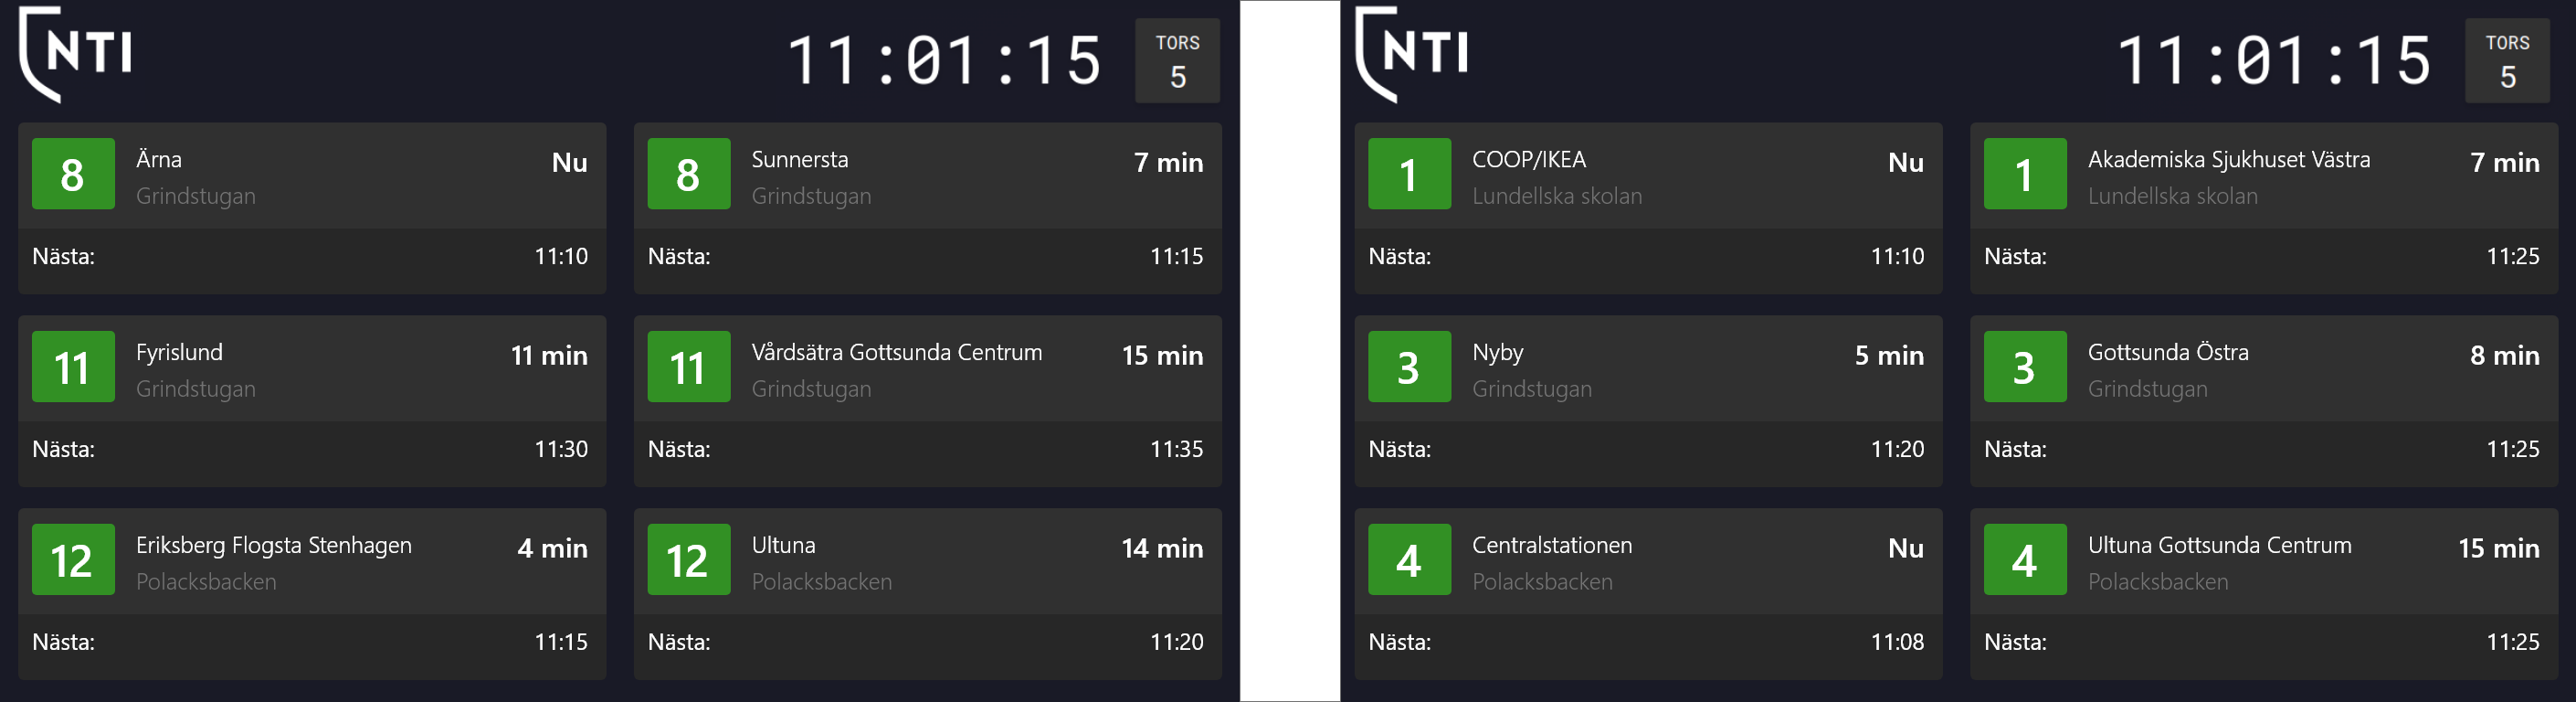 NTI
11:01:15
TORS
5
8
Ärna
Nu
Grindstugan
Nästa:
11:10
8
Sunnersta
7 min
Grindstugan
Nästa:
11:15
11
Fyrislund
11 min
Grindstugan
Nästa:
11:30
11
Vårdsätra Gottsunda Centrum
15 min
Grindstugan
Nästa:
11:35
12
Eriksberg Flogsta Stenhagen
4 min
Polacksbacken
Nästa:
11:15
12
Ultuna
14 min
Polacksbacken
Nästa:
11:20
NTI
11:01:15
TORS
5
1
COOP/IKEA
Nu
Lundellska skolan
Nästa:
11:10
1
Akademiska Sjukhuset Västra
7 min
Lundellska skolan
Nästa:
11:25
3
Nyby
5 min
Grindstugan
Nästa:
11:20
3
Gottsunda Östra
8 min
Grindstugan
Nästa:
11:25
4
Centralstationen
Nu
Polacksbacken
Nästa:
11:08
4
Ultuna Gottsunda Centrum
15 min
Polacksbacken
Nästa:
11:25